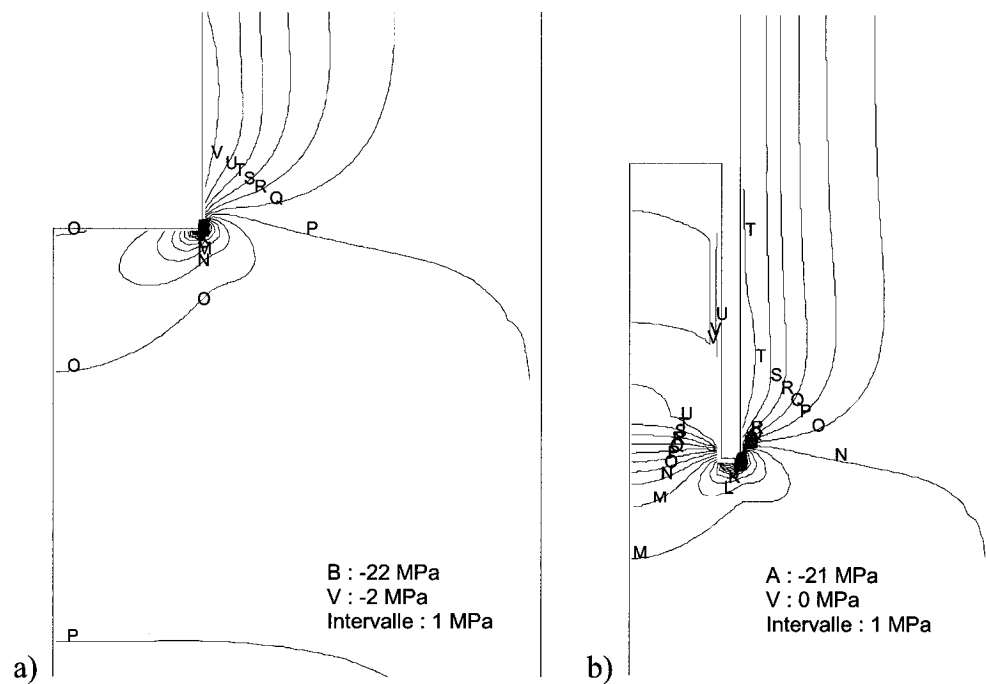 V U T S R Q
P
O
M
N
O
O
P
B : -22 MPa
V : -2 MPa
Intervalle : 1 MPa
a)
T
U
V
V
T
S
R
Q
P
O
N
U
S
O
N
M
M
R
L
A : -21 MPa
V : 0 MPa
Intervalle : 1 MPa
b)